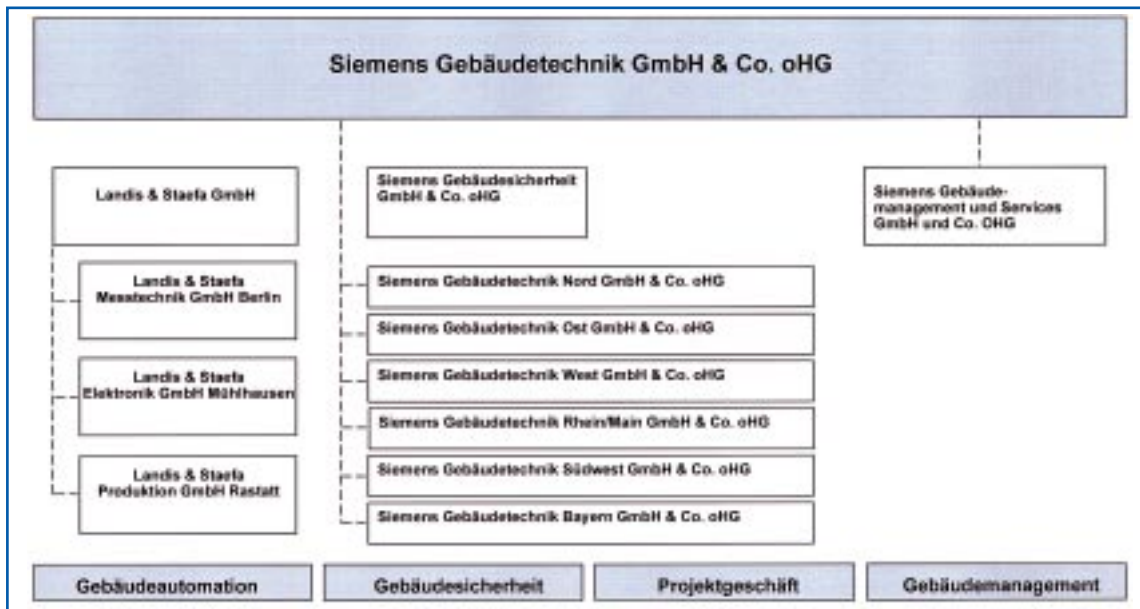 Siemens Gebäudetechnik GmbH & Co. oHG
Landis & Staefa GmbH
Landis & Staefa
Messtechnik GmbH Berlin
Landis & Staefa
Elektronik GmbH Mühlhausen
Landis & Staefa
Produktion GmbH Rastatt
Siemens Gebäudesicherheit
GmbH & Co. oHG
Siemens Gebäudetechnik Nord GmbH & Co. oHG
Siemens Gebäudetechnik Ost GmbH & Co. oHG
Siemens Gebäudetechnik West GmbH & Co. oHG
Siemens Gebäudetechnik Rhein/Main GmbH & Co. oHG
Siemens Gebäudetechnik Südwest GmbH & Co. oHG
Siemens Gebäudetechnik Bayern GmbH & Co. oHG
Siemens Gebäude-
management und Services
GmbH und Co. OHG
Gebäudeautomation
Gebäudesicherheit
Projektgeschäft
Gebäudemanagement